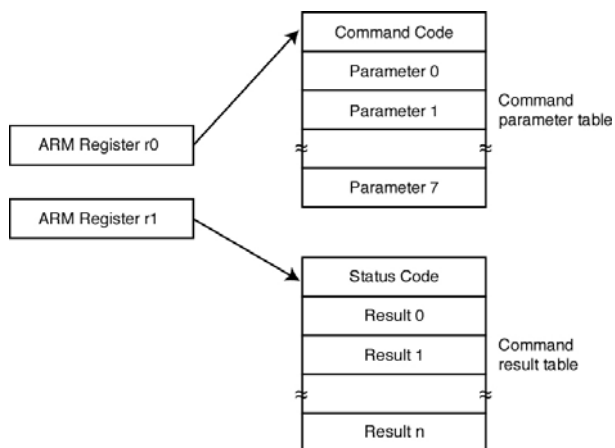 Command Code
Parameter 0
Parameter 1
Parameter 7
Command
parameter table
ARM Register r0
ARM Register r1
Status Code
Result 0
Result 1
Result n
Command
result table